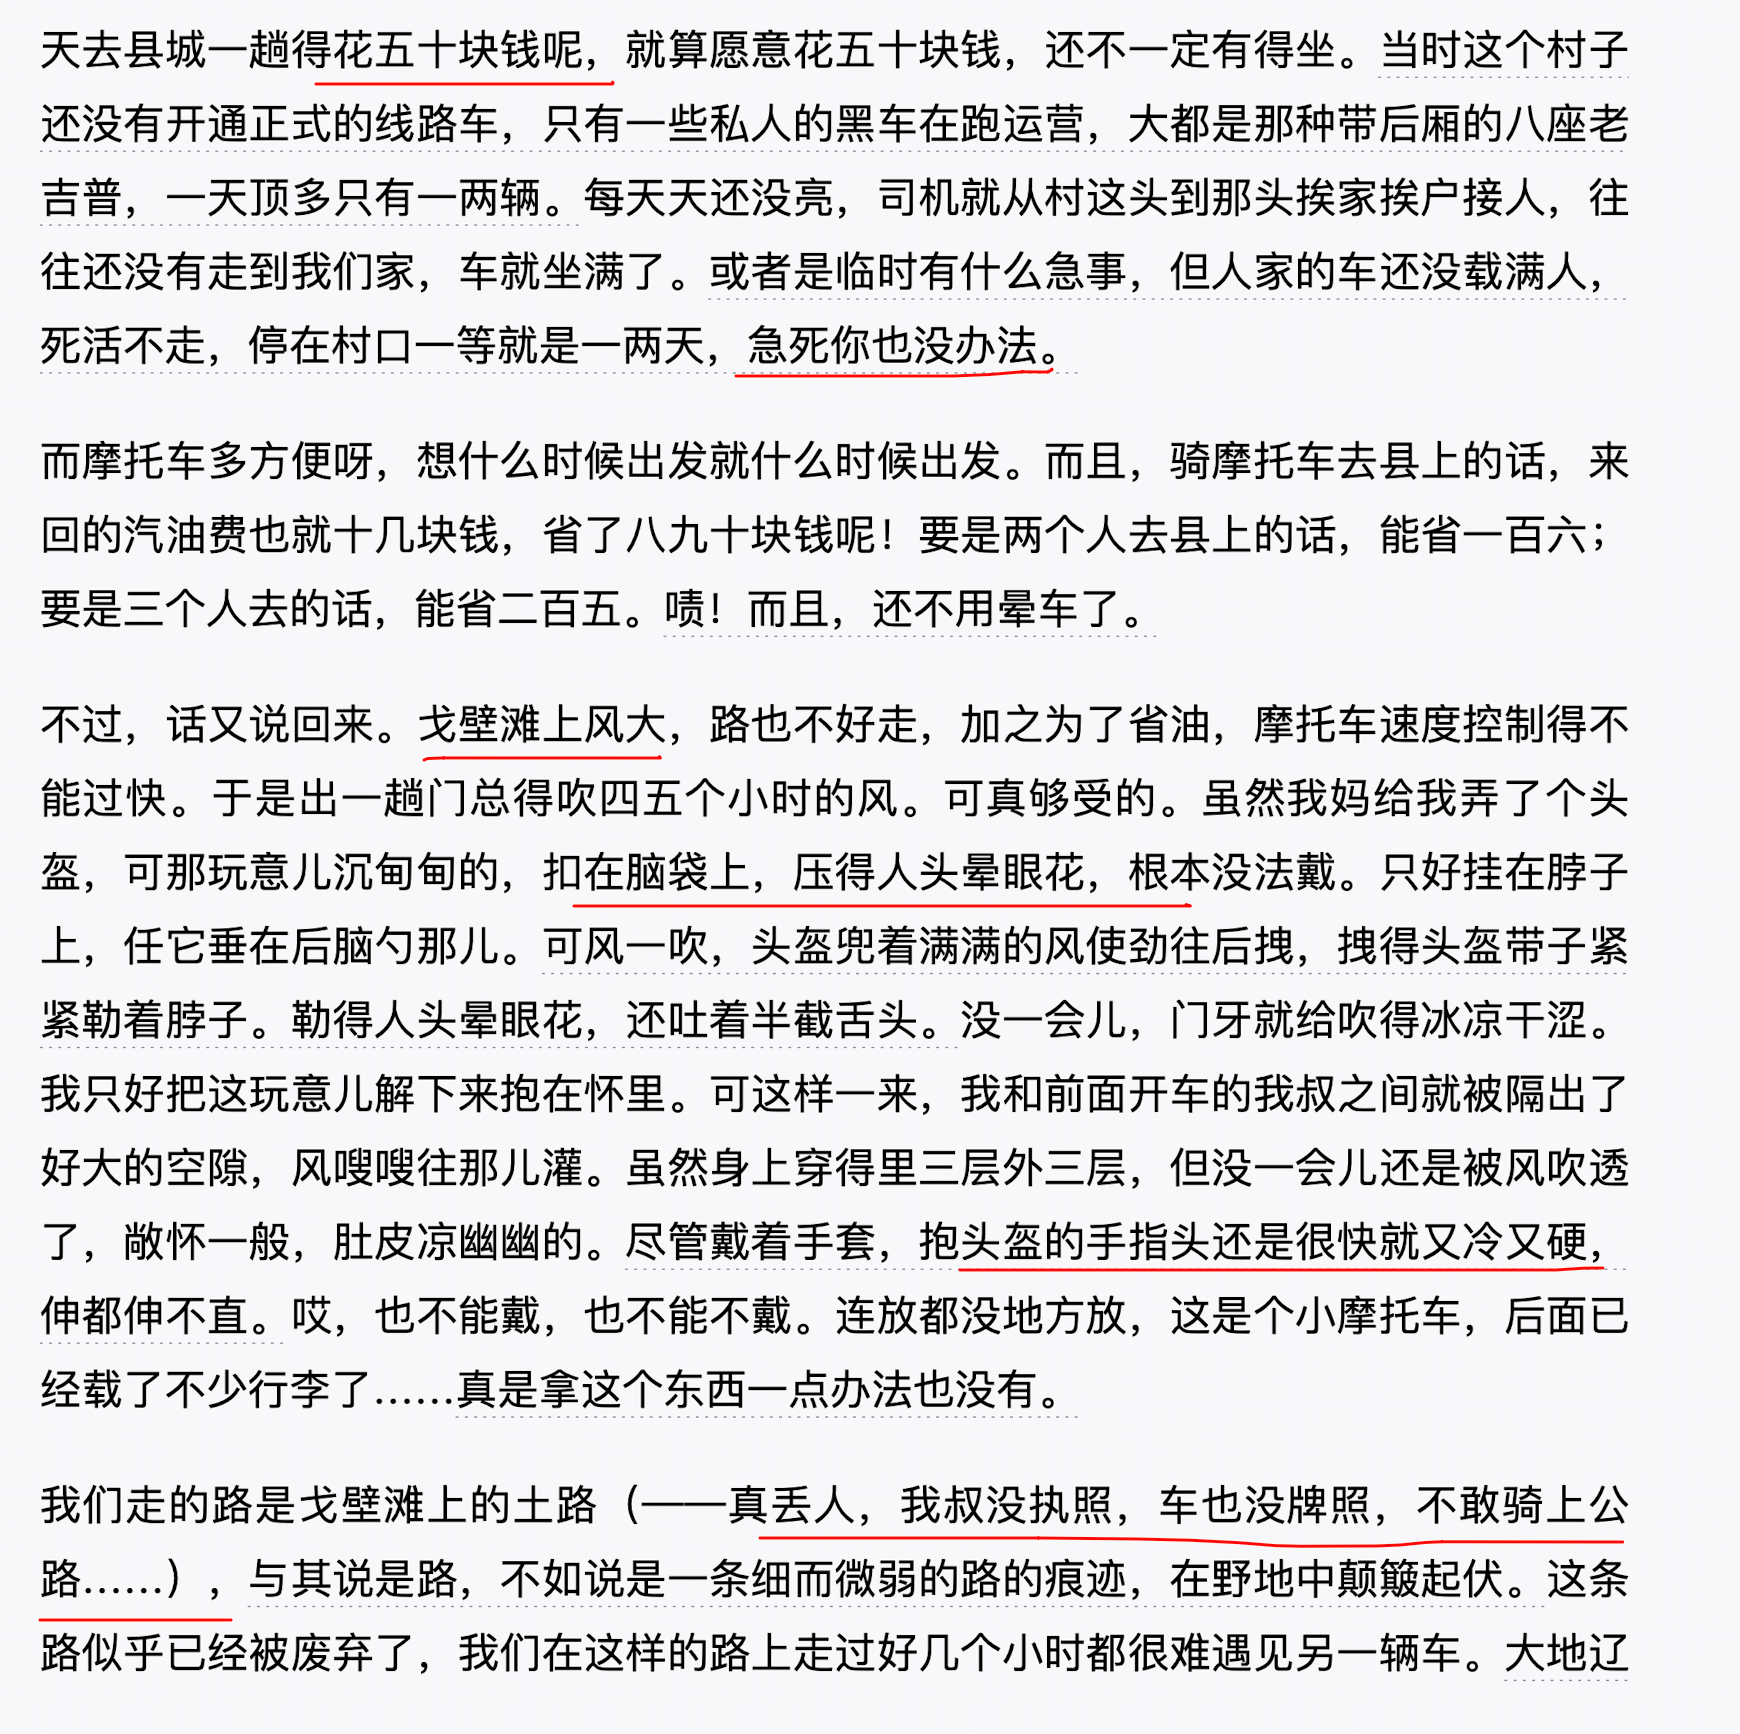 天去县城一趟得花五十块钱呢，就算愿意花五十块钱，还不一定有得坐。当时这个村子
还没有开通正式的线路车，只有一些私人的黑车在跑运营，大都是那种带后厢的八座老
吉普，一天顶多只有一两辆。每天天还没亮，司机就从村这头到那头挨家挨户接人，往
往还没有走到我们家，车就坐满了。或者是临时有什么急事，但人家的车还没载满人，
死活不走，停在村口一等就是一两天，急死你也没办法。
而摩托车多方便呀，想什么时候出发就什么时候出发。而且，骑摩托车去县上的话，来
回的汽油费也就十几块钱，省了八九十块钱呢！要是两个人去县上的话，能省一百六；
要是三个人去的话，能省二百五。啧！而且，还不用晕车了。
不过，话又说回来。戈壁滩上风大，路也不好走，加之为了省油，摩托车速度控制得不
能过快。于是出一趟门总得吹四五个小时的风。可真够受的。虽然我妈给我弄了个头
盔，可那玩意儿沉甸甸的，扣在脑袋上，压得人头晕眼花，根本没法戴。只好挂在脖子
上，任它垂在后脑勺那儿。可风一吹，头盔兜着满满的风使劲往后拽，拽得头盔带子紧
紧勒着脖子。勒得人头晕眼花，还吐着半截舌头。没一会儿，门牙就给吹得冰凉干涩。
我只好把这玩意儿解下来抱在怀里。可这样一来，我和前面开车的我叔之间就被隔出了
好大的空隙，风嗖嗖往那儿灌。虽然身上穿得里三层外三层，但没一会儿还是被风吹透
了，敞怀一般，肚皮凉幽幽的。尽管戴着手套，抱头盔的手指头还是很快就又冷又硬，
伸都伸不直。哎，也不能戴，也不能不戴。连放都没地方放，这是个小摩托车，后面已
经载了不少行李了……真是拿这个东西一点办法也没有。
我们走的路是戈壁滩上的土路（——真丢人，我叔没执照，车也没牌照，不敢骑上公
路……），与其说是路，不如说是一条细而微弱的路的痕迹，在野地中颠簸起伏。这条
路似乎已经被废弃了，我们在这样的路上走过好几个小时都很难遇见另一辆车。大地辽